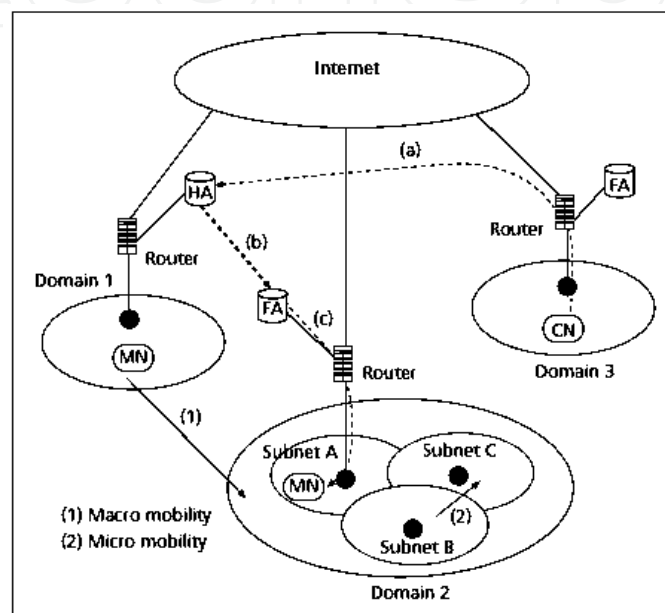 Internet
(a)
HA
FA
Router
Router
(b)
Domain 1
FA
(c)
CN
MN
Router
Domain 3
(1)
Subnet A
Subnet C
MN
(1) Macro mobility
(2)
(2) Micro mobility
Subnet B
Domain 2